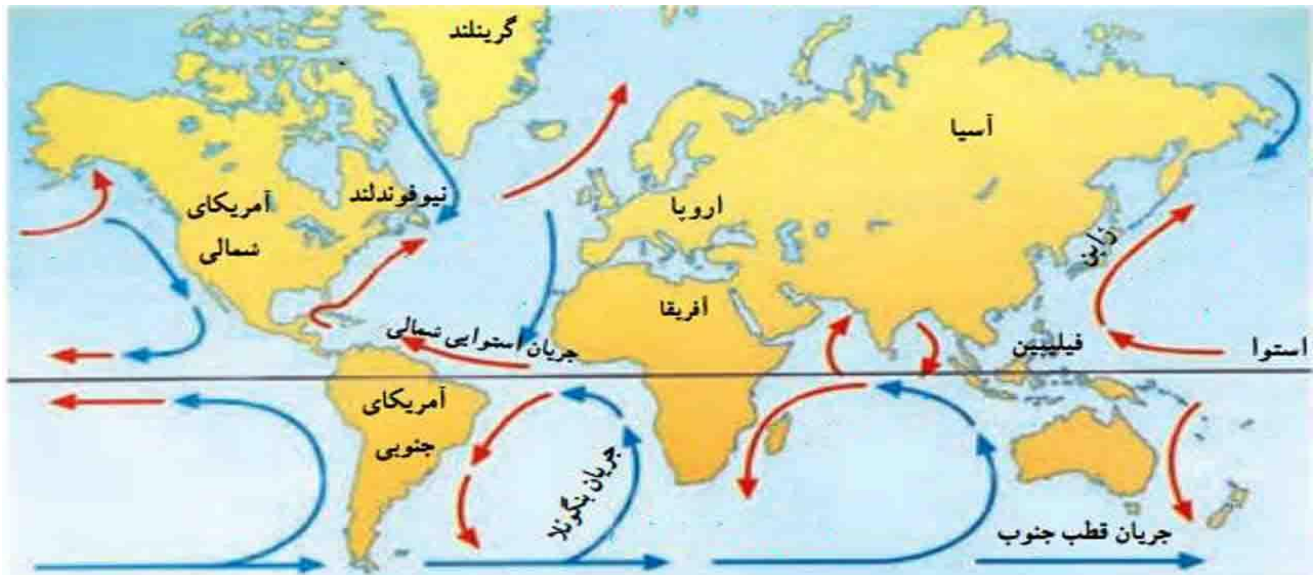 گرینلند
آسیا
آمریکای
شمالی
نیوفوندلند
اروپا
ژاپن
آفریقا
جریان استوایی شمالی
فیلیپین
استوا
آمریکای
جنوبی
جریان بنگوئلا
جریان قطب جنوب